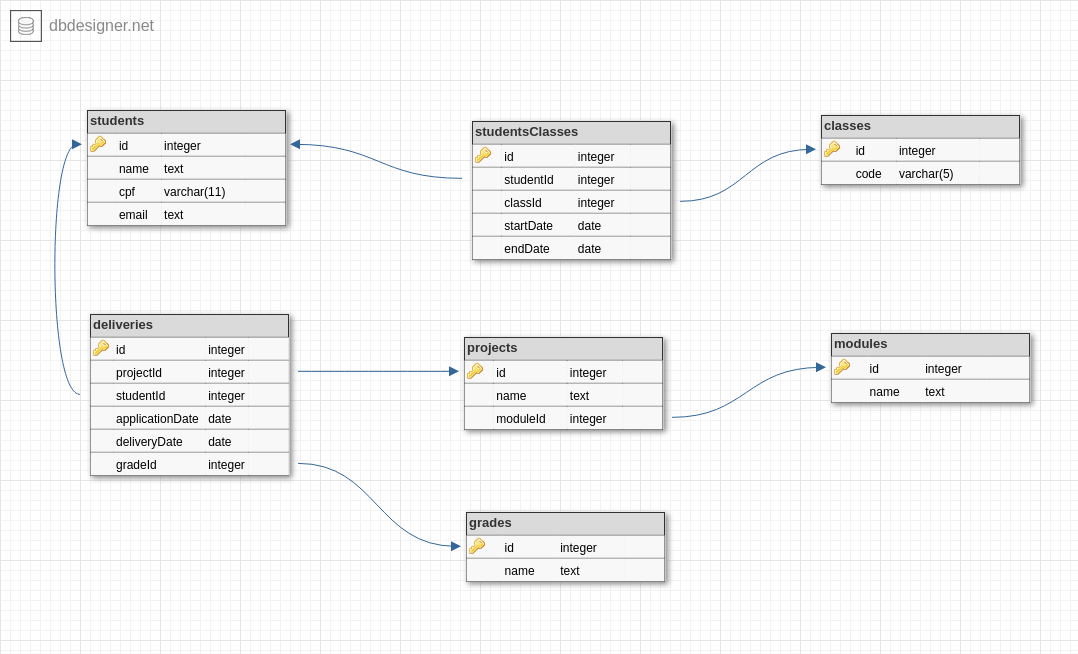 dbdesigner.net
students
id integer
name text
cpf varchar(11)
email text
studentsClasses
id integer
studentId integer
classId integer
startDate date
endDate date
classes
id integer
code varchar(5)
deliveries
id integer
projectId integer
studentId integer
applicationDate date
deliveryDate date
gradeId integer
projects
id integer
name text
moduleId integer
modules
id integer
name text
grades
id integer
name text